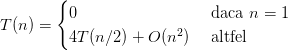 T(n) = { 0 daca n = 1
4T(n/2) + O(n²) altfel